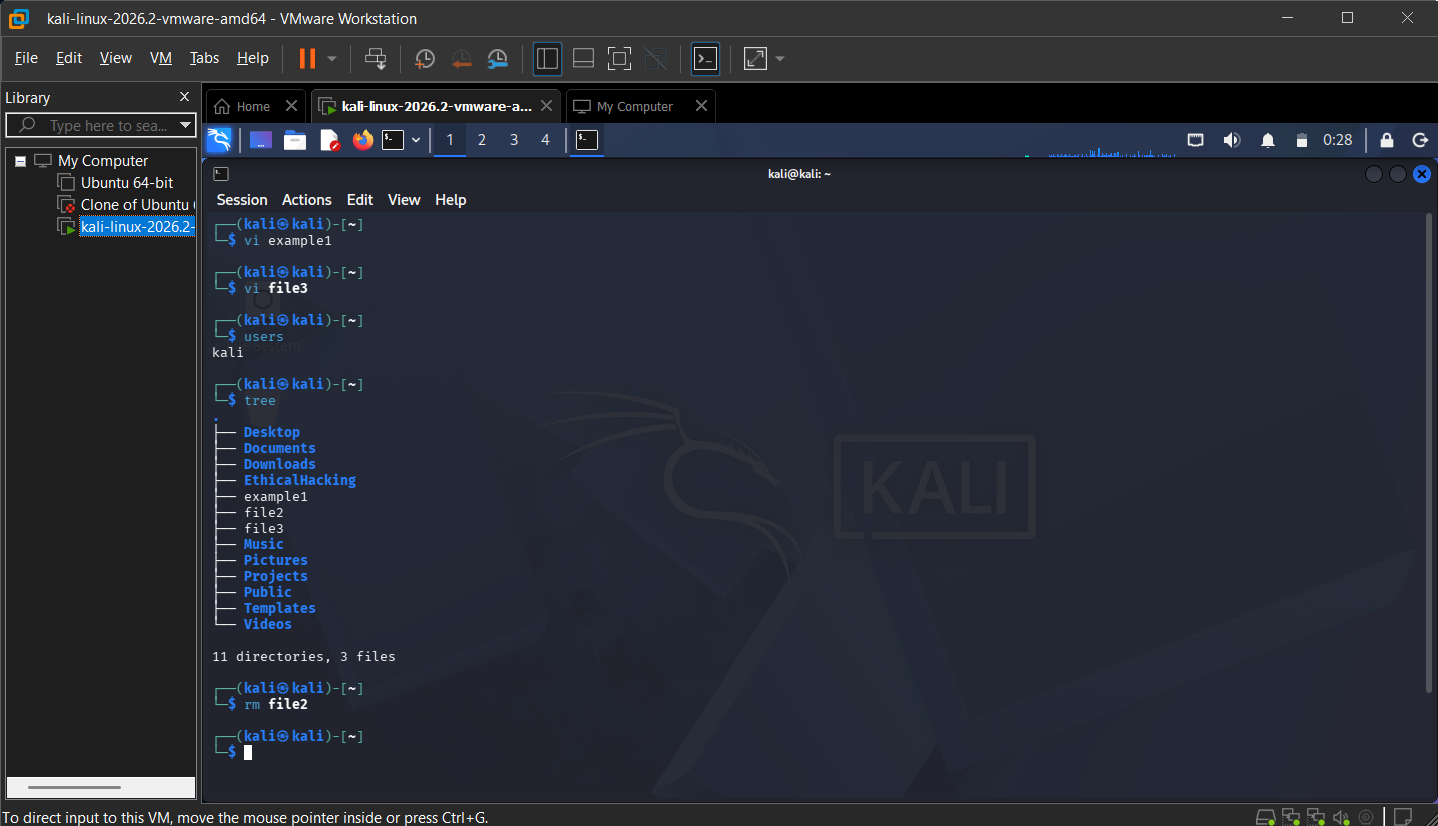 kali-linux-2026.2-vmware-amd64 - VMware Workstation
File Edit View VM Tabs Help
Library
Type here to sea...
Home
kali-linux-2026.2-vmware-a...
My Computer
1 2 3 4
0:28
My Computer
Ubuntu 64-bit
Clone of Ubuntu
kali-linux-2026.2-
kali@kali: ~
Session Actions Edit View Help
┌──(kali㉿kali)-[~]
└─$ vi example1
┌──(kali㉿kali)-[~]
└─$ vi file3
┌──(kali㉿kali)-[~]
└─$ users
kali
┌──(kali㉿kali)-[~]
└─$ tree
.
├── Desktop
├── Documents
├── Downloads
├── EthicalHacking
├── example1
├── file2
├── file3
├── Music
├── Pictures
├── Projects
├── Public
├── Templates
└── Videos
11 directories, 3 files
┌──(kali㉿kali)-[~]
└─$ rm file2
┌──(kali㉿kali)-[~]
└─$
KALI
To direct input to this VM, move the mouse pointer inside or press Ctrl+G.